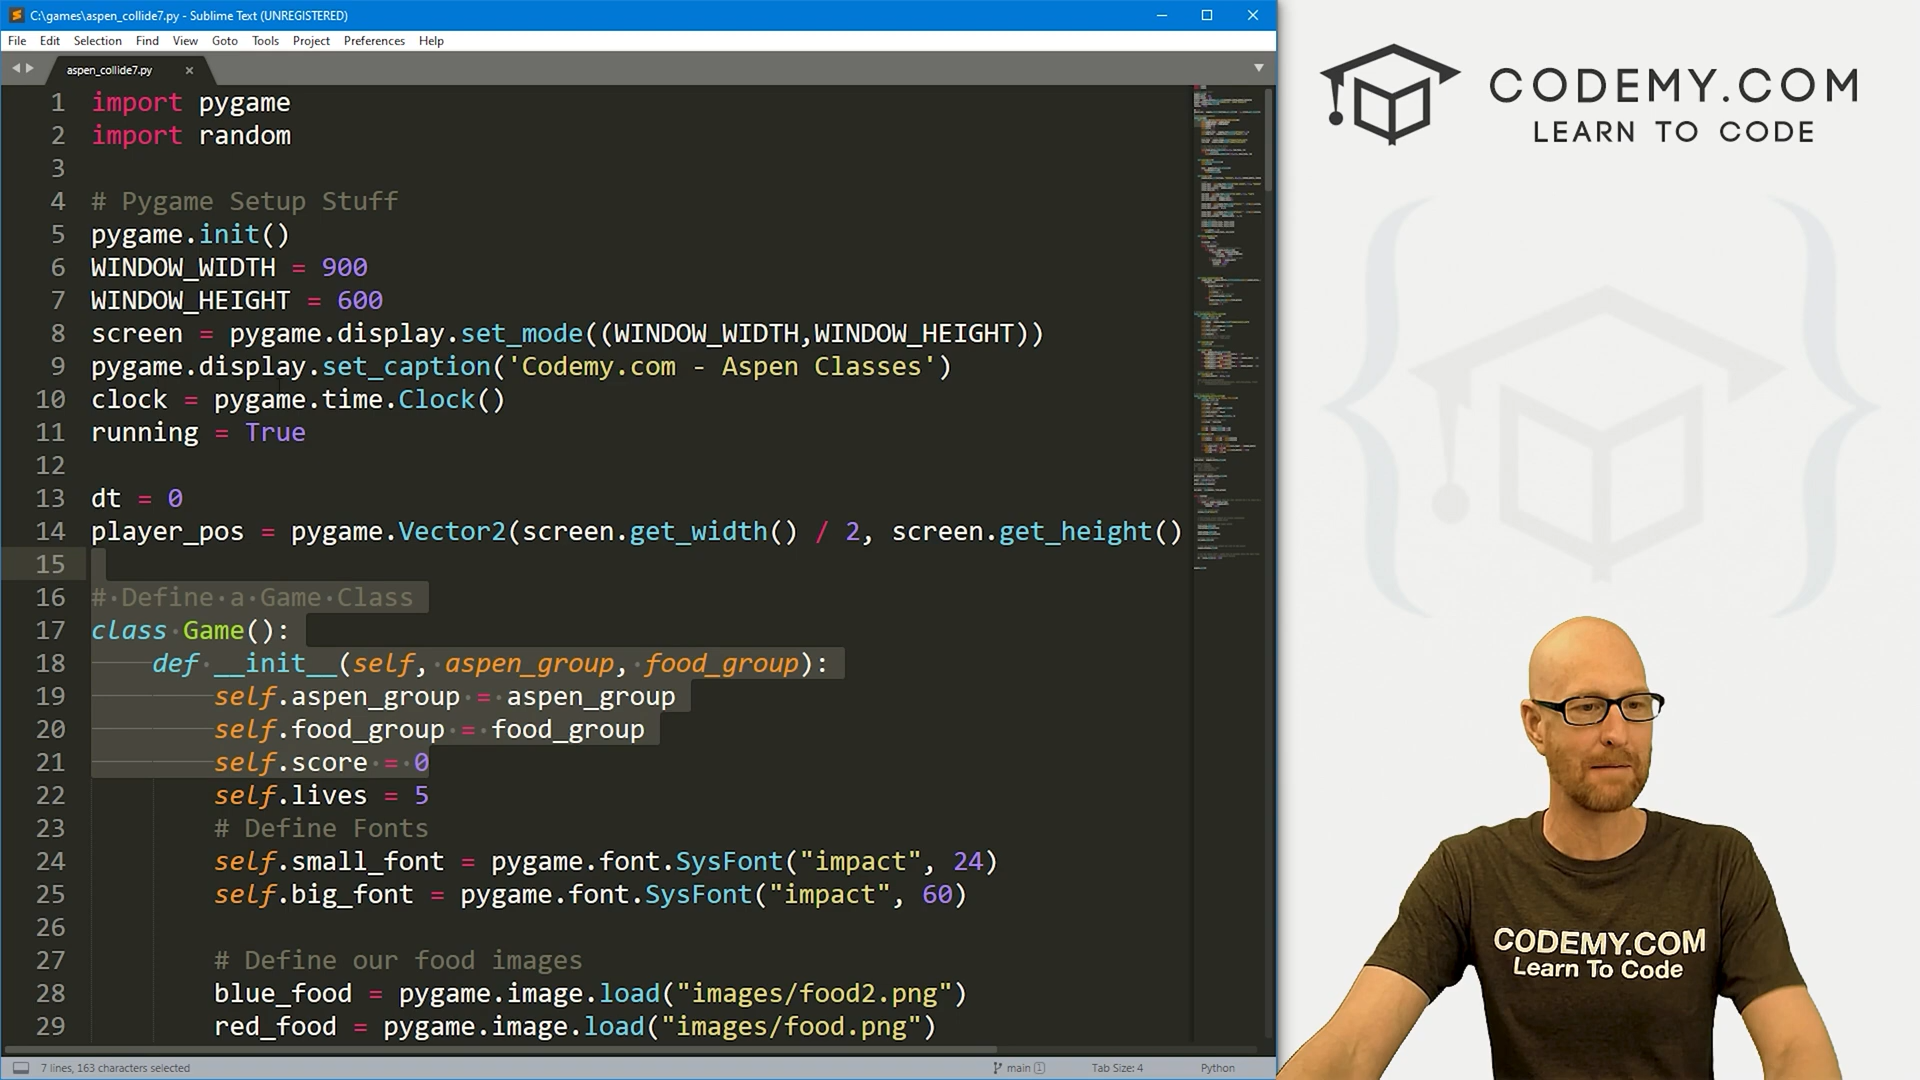 C:\games\aspen_collide7.py - Sublime Text (UNREGISTERED)
File Edit Selection Find View Goto Tools Project Preferences Help
aspen_collide7.py
1 import pygame
2 import random
3
4 # Pygame Setup Stuff
5 pygame.init()
6 WINDOW_WIDTH = 900
7 WINDOW_HEIGHT = 600
8 screen = pygame.display.set_mode((WINDOW_WIDTH,WINDOW_HEIGHT))
9 pygame.display.set_caption('Codemy.com - Aspen Classes')
10 clock = pygame.time.Clock()
11 running = True
12
13 dt = 0
14 player_pos = pygame.Vector2(screen.get_width() / 2, screen.get_height()
15
16 # Define a Game Class
17 class Game():
18 def __init__(self, aspen_group, food_group):
19 self.aspen_group = aspen_group
20 self.food_group = food_group
21 self.score = 0
22 self.lives = 5
23 # Define Fonts
24 self.small_font = pygame.font.SysFont("impact", 24)
25 self.big_font = pygame.font.SysFont("impact", 60)
26
27 # Define our food images
28 blue_food = pygame.image.load("images/food2.png")
29 red_food = pygame.image.load("images/food.png")
7 lines, 163 characters selected
main 1
Tab Size: 4
Python
CODEMY.COM
LEARN TO CODE
CODEMY.COM
Learn To Code